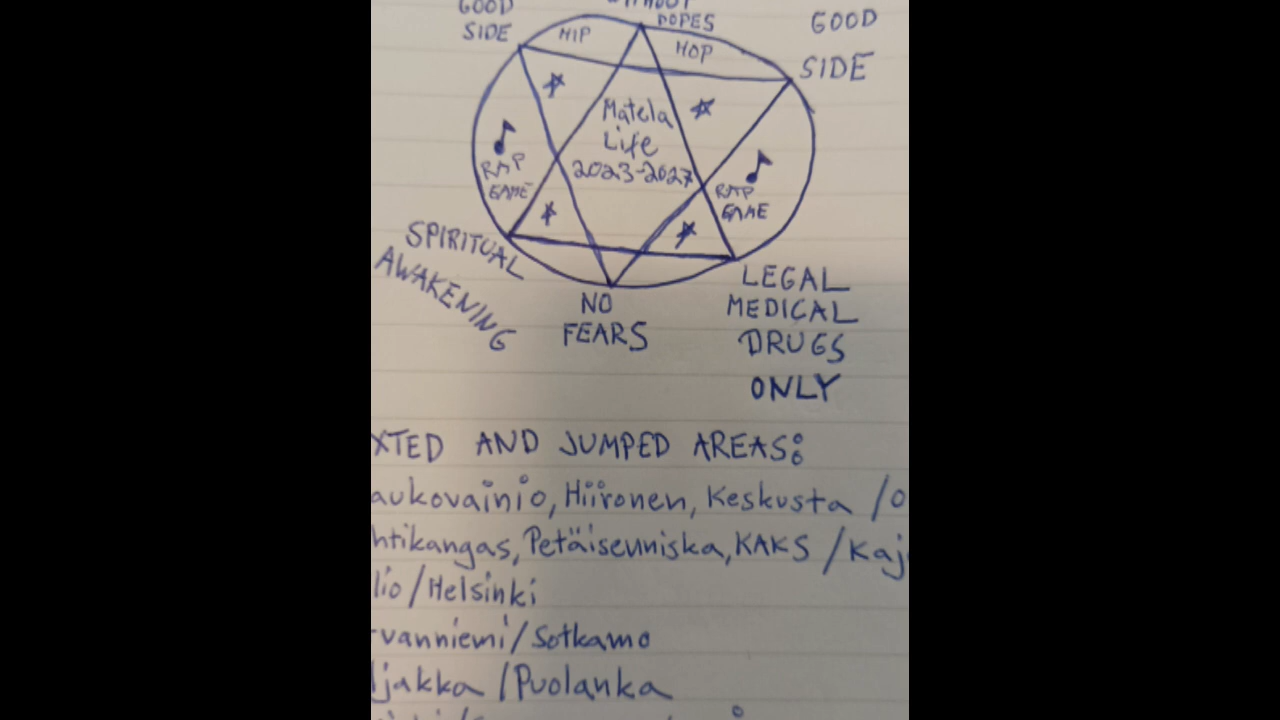 GOOD
SIDE
DOPES
GOOD
SIDE
HIP
HOP
Matela
Life
2023-2027
RAP
GAME
RAP
GAME
SPIRITUAL
AWAKENING
NO
FEARS
LEGAL
MEDICAL
DRUGS
ONLY
XTED AND JUMPED AREAS:
aukovainio, Hiironen, Keskusta /O
htikangas, Petäisenniska, KAKS /Kaj
lio/Helsinki
vanniemi/Sotkamo
ljakka /Puolanka